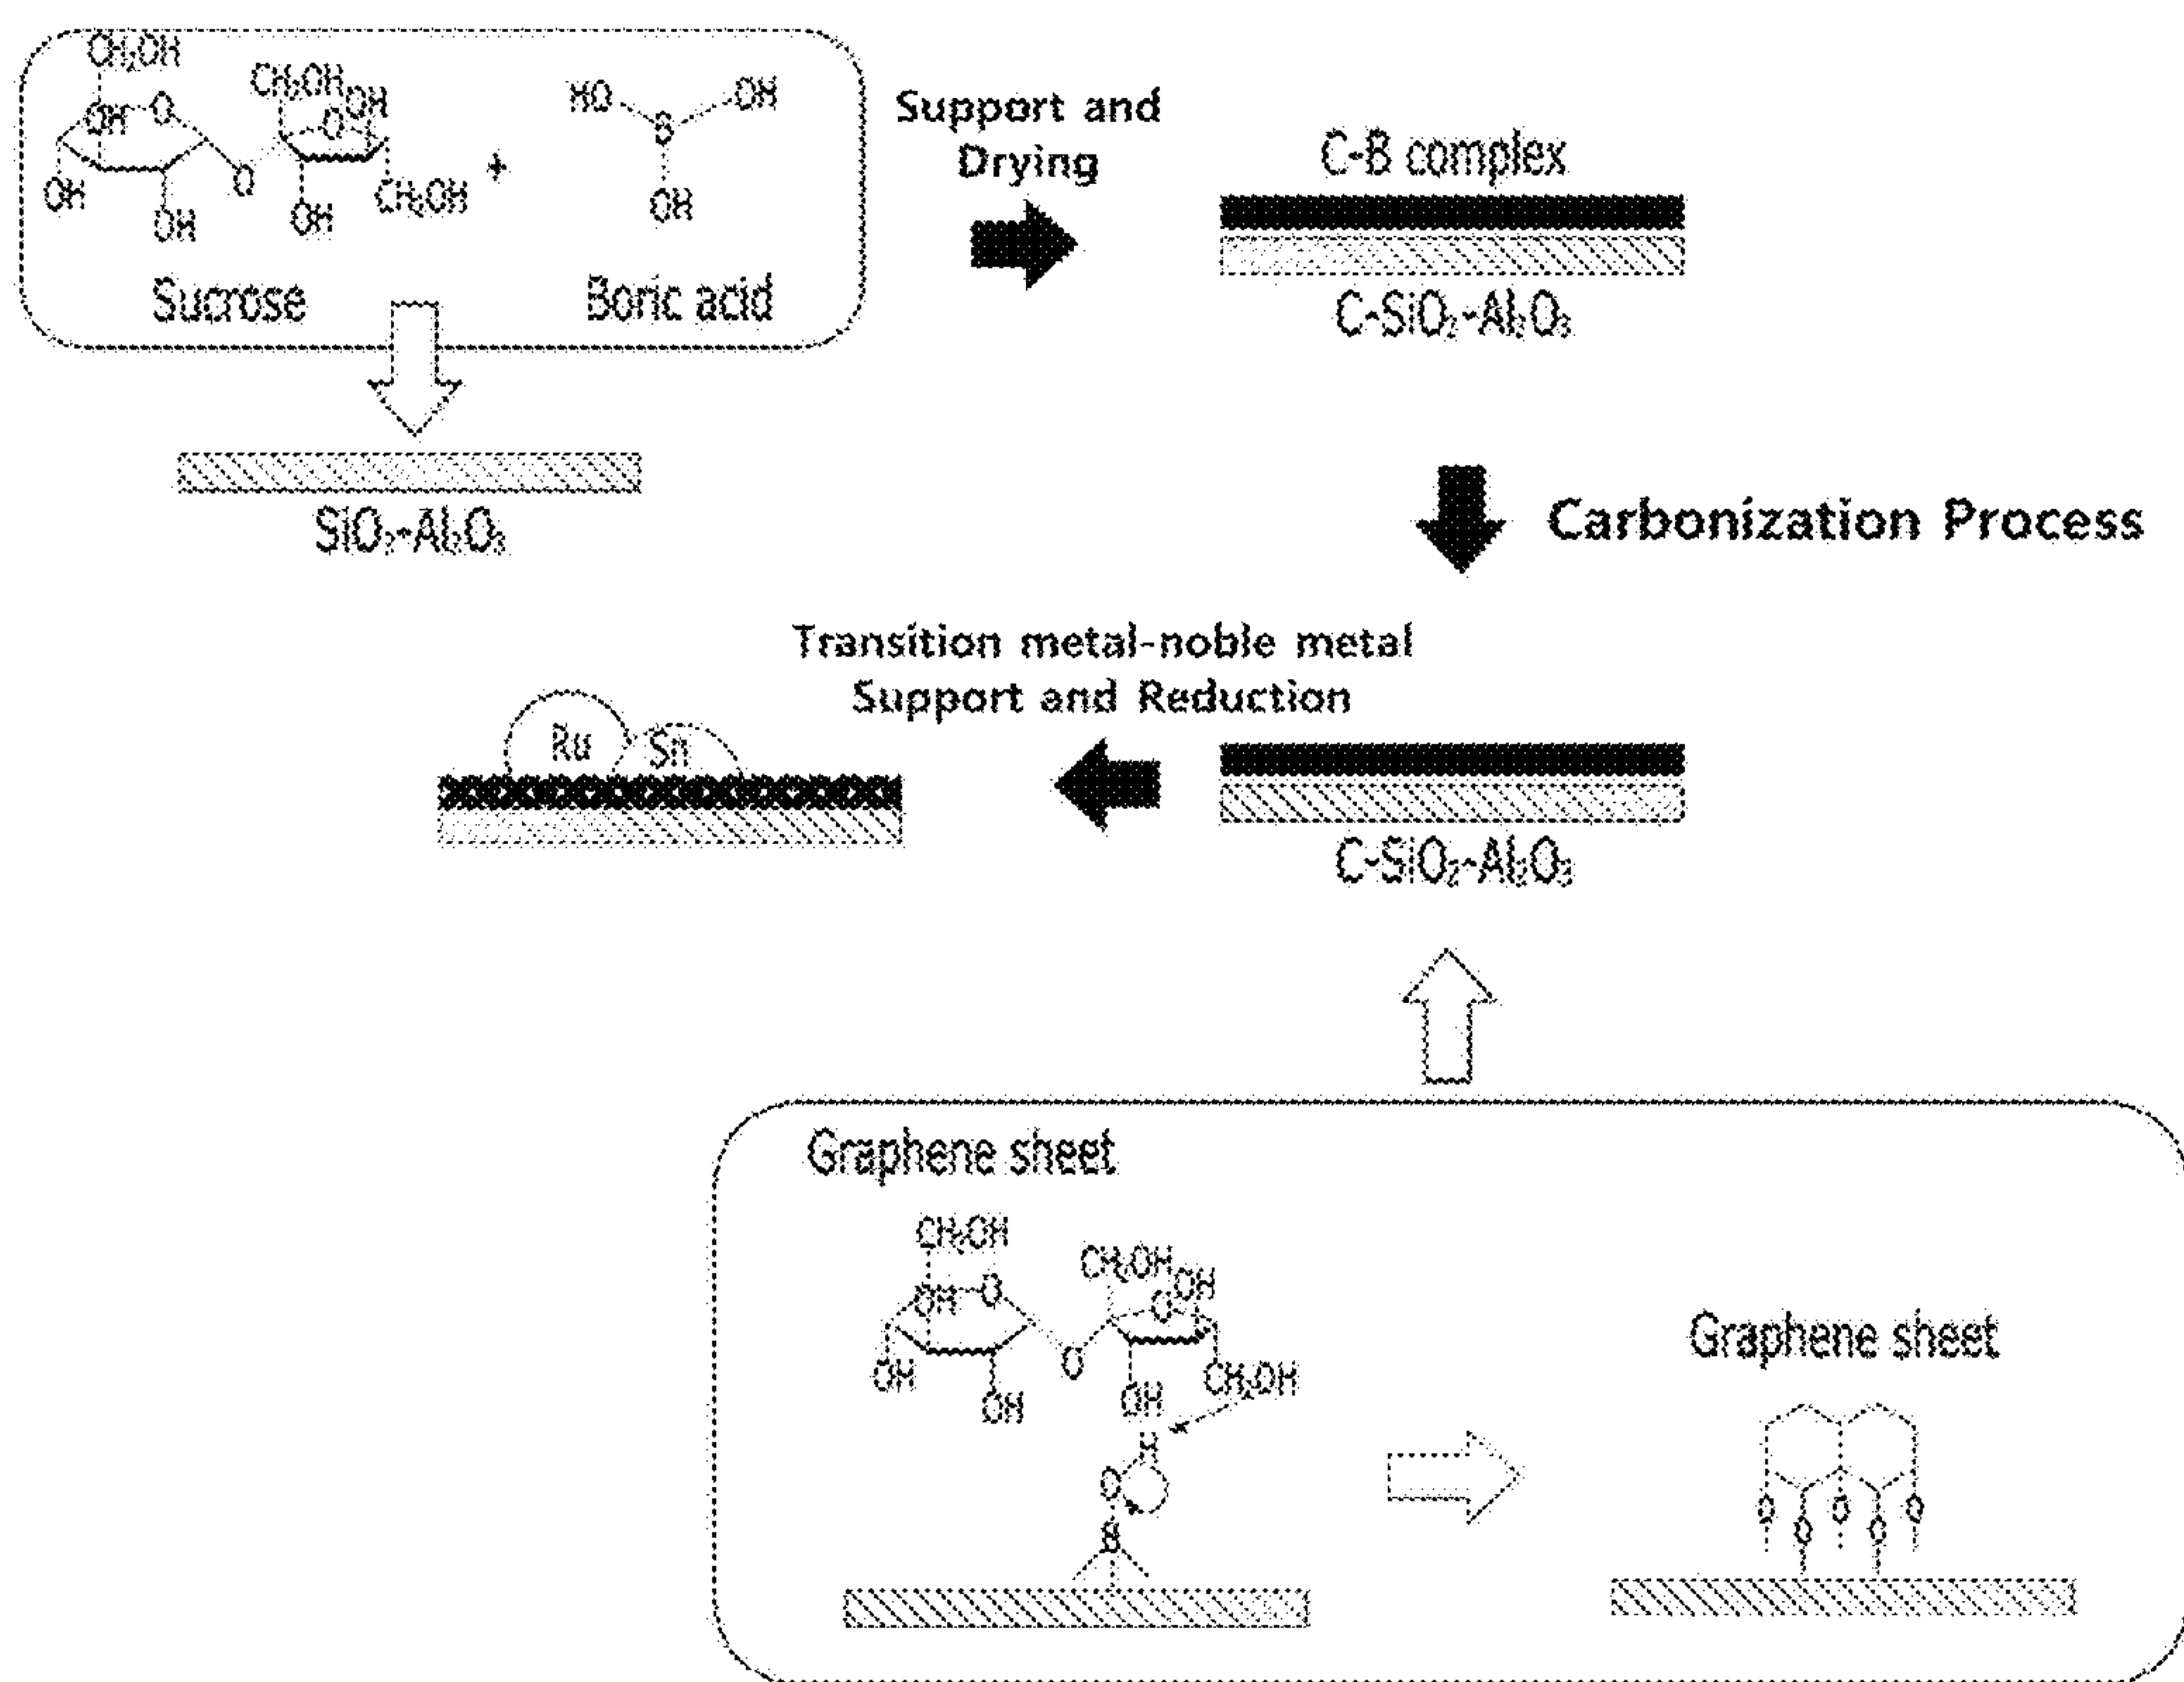 CH₂OH
OH
O
CH₂OH
OH
O
HO
OH
B
OH
+
OH
OH
O
OH
CH₂OH
Sucrose
Boric acid
Support and
Drying
C-B complex
C-SiO₂-Al₂O₃
SiO₂-Al₂O₃
Carbonization Process
Transition metal-noble metal
Support and Reduction
Ru
Sn
C-SiO₂-Al₂O₃
Graphene sheet
CH₂OH
OH
O
CH₂OH
OH
O
OH
OH
O
OH
CH₂OH
H
O
B
Graphene sheet
O
O
O
O
O